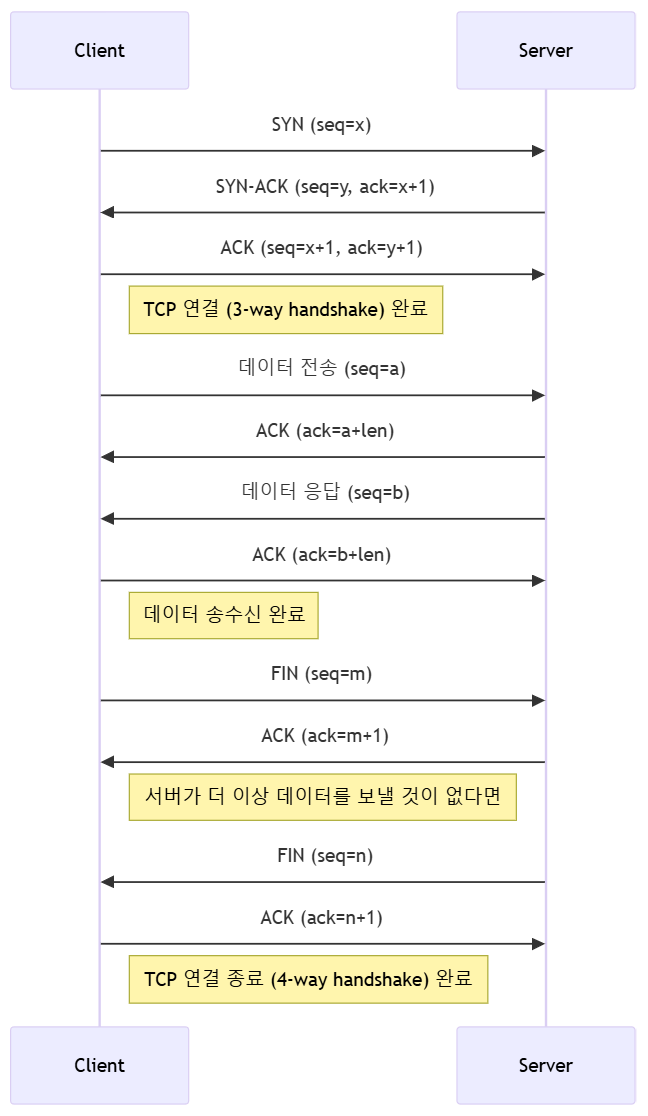 Client
Server
SYN (seq=x)
SYN-ACK (seq=y, ack=x+1)
ACK (seq=x+1, ack=y+1)
TCP 연결 (3-way handshake) 완료
데이터 전송 (seq=a)
ACK (ack=a+len)
데이터 응답 (seq=b)
ACK (ack=b+len)
데이터 송수신 완료
FIN (seq=m)
ACK (ack=m+1)
서버가 더 이상 데이터를 보낼 것이 없다면
FIN (seq=n)
ACK (ack=n+1)
TCP 연결 종료 (4-way handshake) 완료
Client
Server